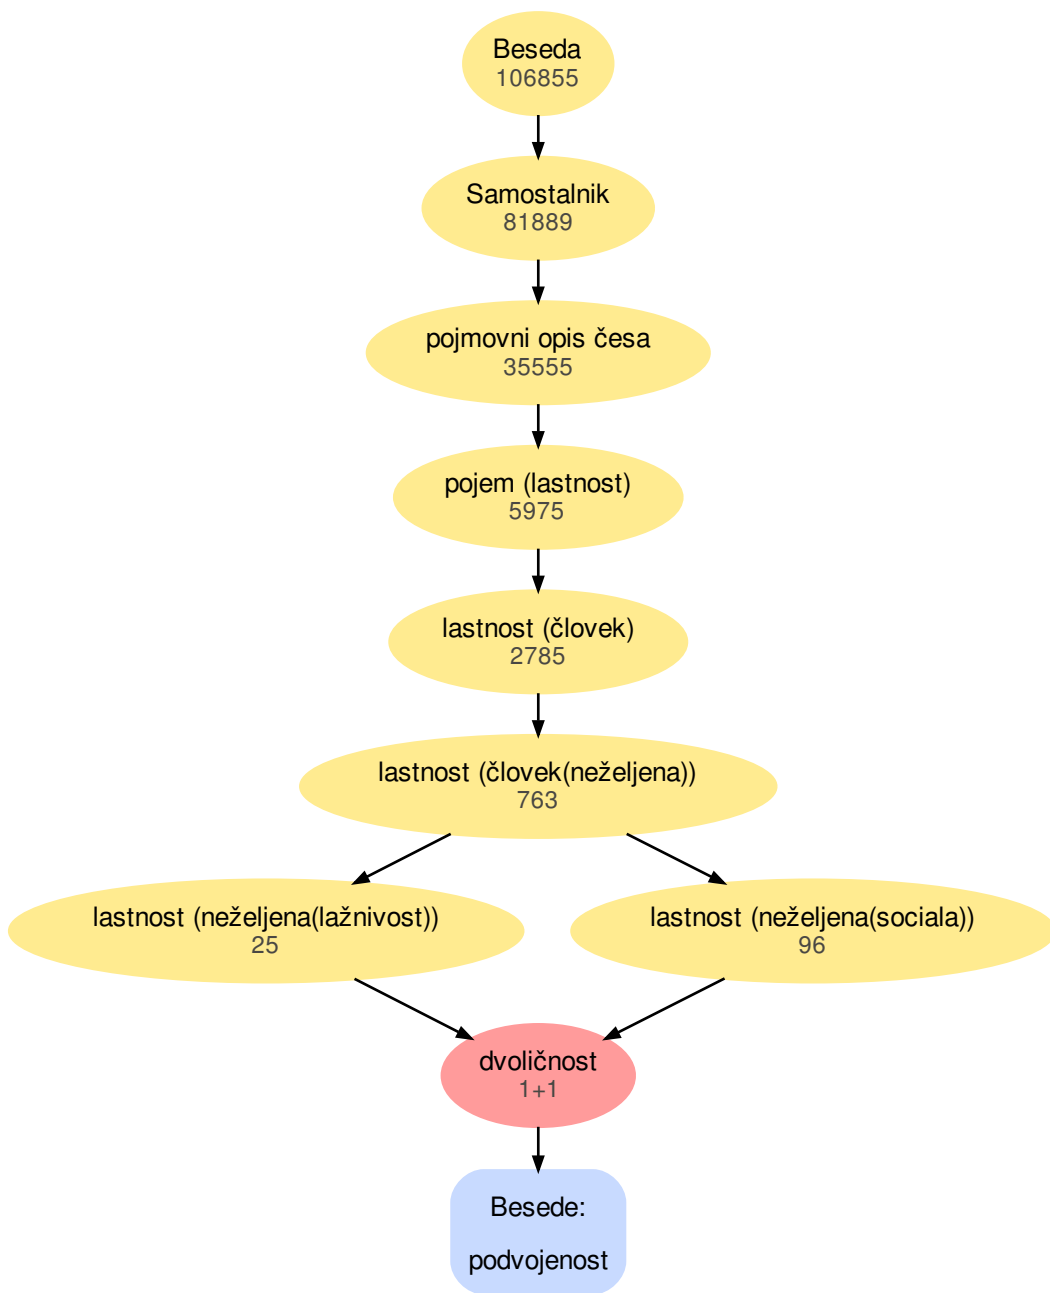 Beseda
106855
Samostalnik
81889
pojmovni opis česa
35555
pojem (lastnost)
5975
lastnost (človek)
2785
lastnost (človek(neželjena))
763
lastnost (neželjena(lažnivost))
25
lastnost (neželjena(sociala))
96
dvoličnost
1+1
Besede:
podvojenost